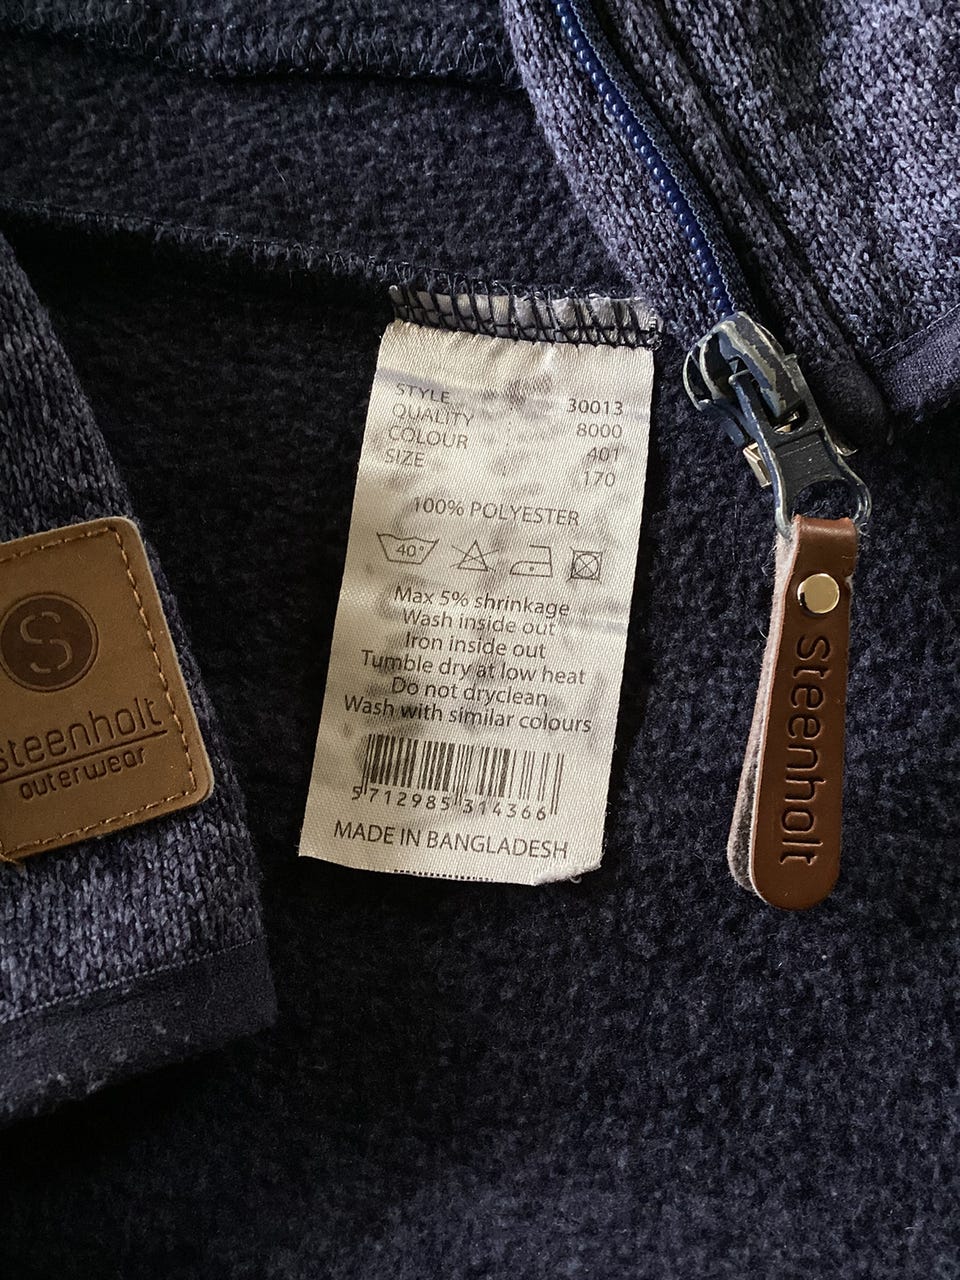 STYLE 30013
QUALITY 8000
COLOUR 401
SIZE 170
100% POLYESTER
40°
Max 5% shrinkage
Wash inside out
Iron inside out
Tumble dry at low heat
Do not dryclean
Wash with similar colours
5712985314366
MADE IN BANGLADESH
S
steenholt
outerwear
steenholt